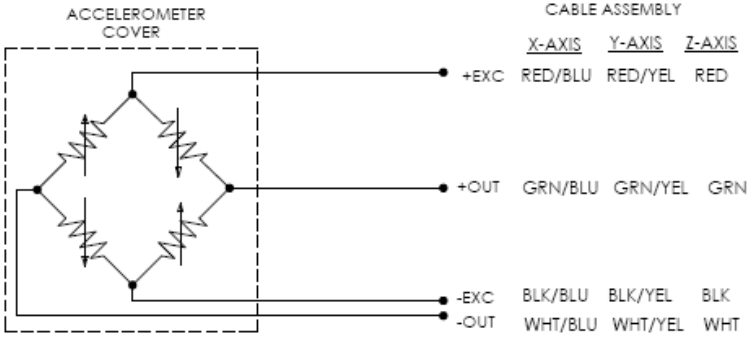 ACCELEROMETER
COVER
CABLE ASSEMBLY
X-AXIS Y-AXIS Z-AXIS
+EXC RED/BLU RED/YEL RED
+OUT GRN/BLU GRN/YEL GRN
-EXC BLK/BLU BLK/YEL BLK
-OUT WHT/BLU WHT/YEL WHT